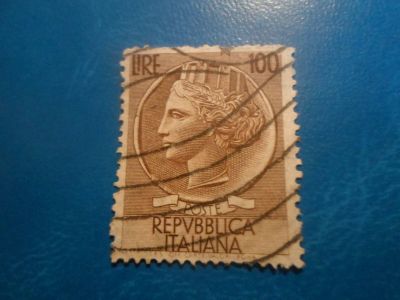 LIRE 100
POSTE
REPVBBLICA
ITALIANA